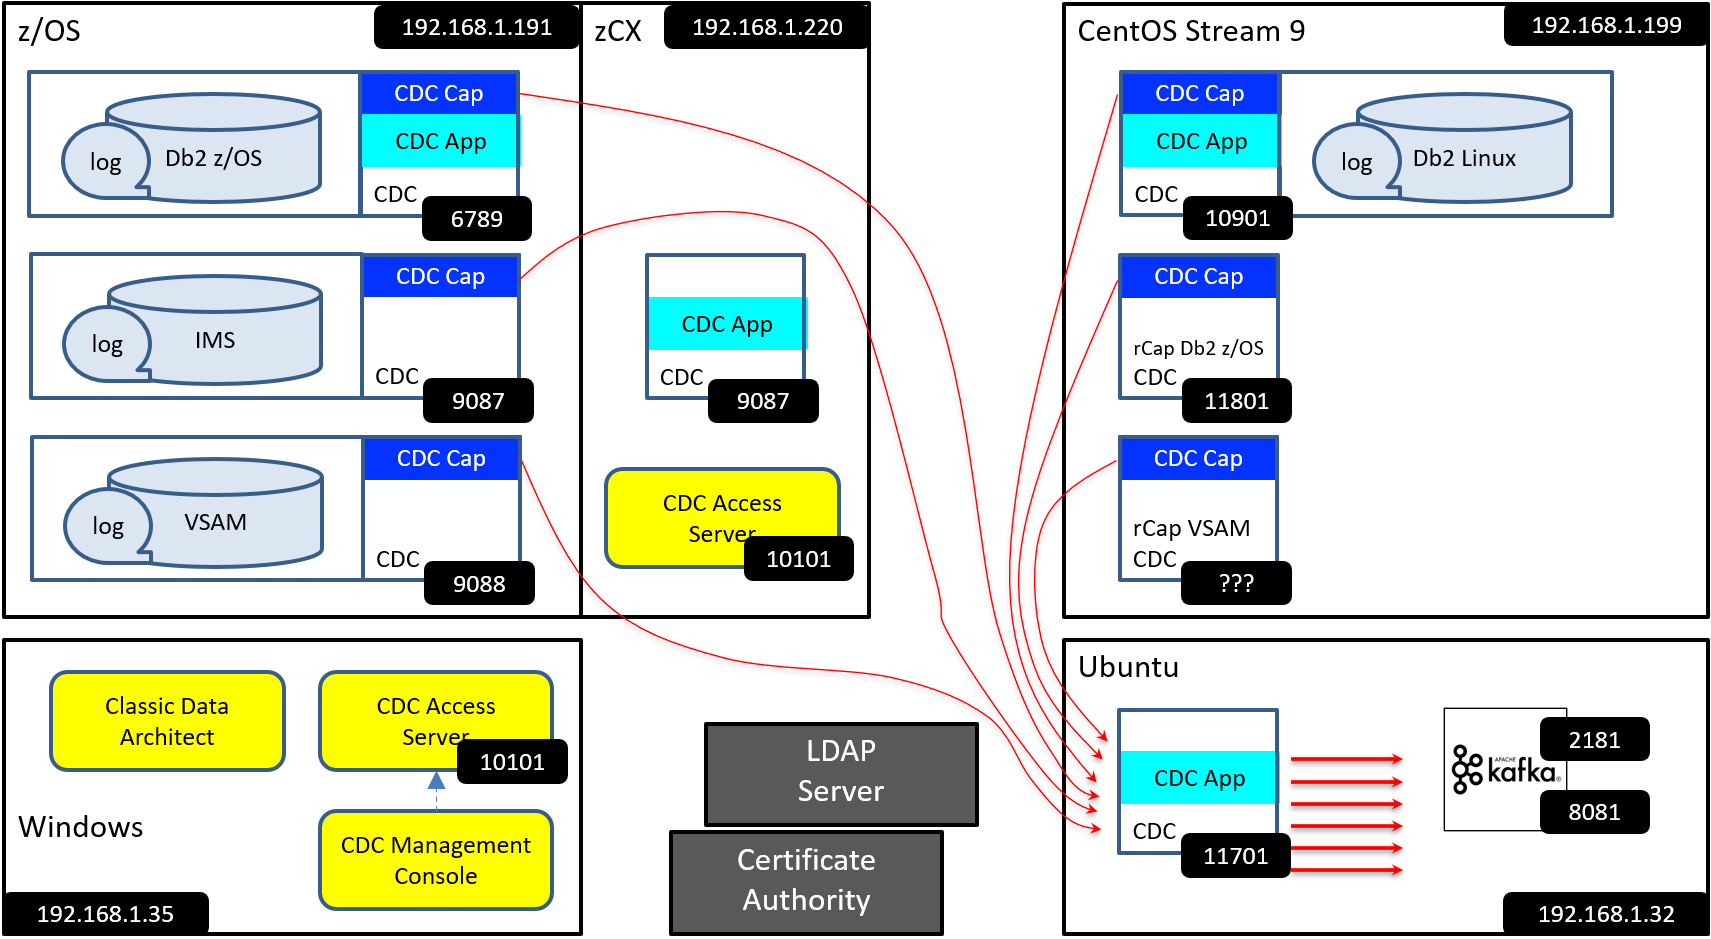 z/OS
192.168.1.191
log
Db2 z/OS
CDC Cap
CDC App
CDC
6789
log
IMS
CDC Cap
CDC
9087
log
VSAM
CDC Cap
CDC
9088
zCX
192.168.1.220
CDC App
CDC
9087
CDC Access
Server
10101
CentOS Stream 9
192.168.1.199
CDC Cap
CDC App
CDC
10901
log
Db2 Linux
CDC Cap
rCap Db2 z/OS
CDC
11801
CDC Cap
rCap VSAM
CDC
???
Classic Data
Architect
CDC Access
Server
10101
CDC Management
Console
Windows
192.168.1.35
LDAP
Server
Certificate
Authority
Ubuntu
CDC App
CDC
11701
APACHE
kafka®
2181
8081
192.168.1.32